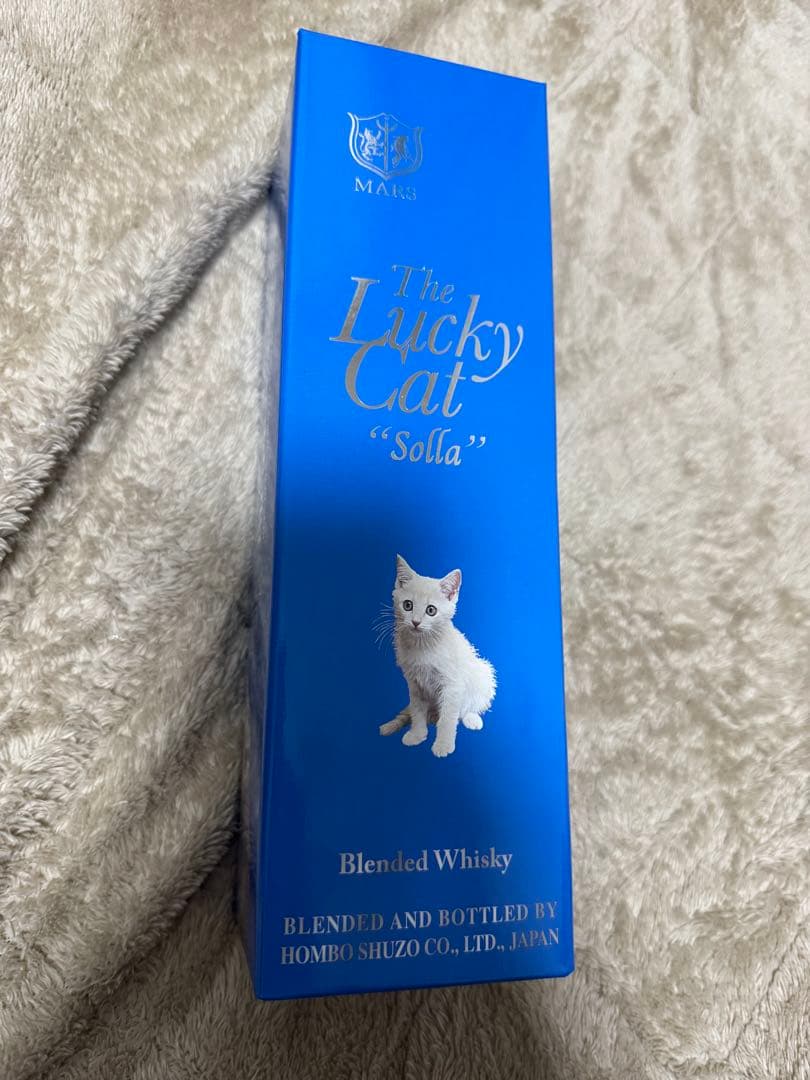 MARS
The
Lucky
Cat
“Solla”
Blended Whisky
BLENDED AND BOTTLED BY
HOMBO SHUZO CO., LTD., JAPAN